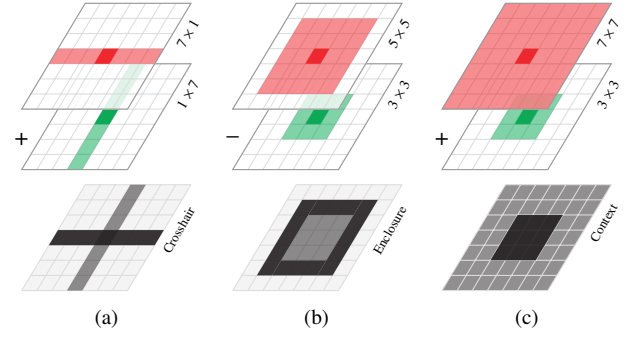 7 × 1
1 × 7
+
Crosshair
(a)
5 × 5
3 × 3
−
Enclosure
(b)
7 × 7
3 × 3
+
Context
(c)